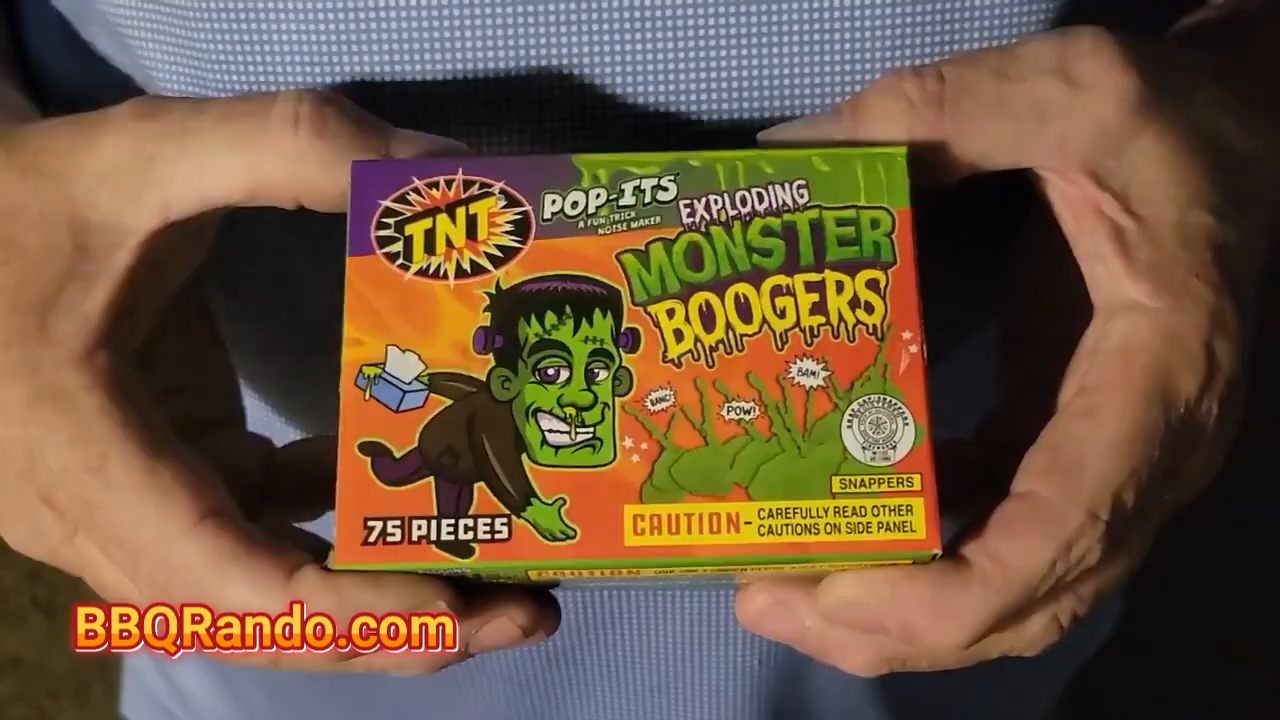 TNT
POP-ITS
A FUN TRICK
NOISE MAKER
EXPLODING
MONSTER
BOOGERS
BANG!
POW!
BAM!
SNAPPERS
CAUTION- CAREFULLY READ OTHER
CAUTIONS ON SIDE PANEL
75 PIECES
CAUTION
BBQRando.com